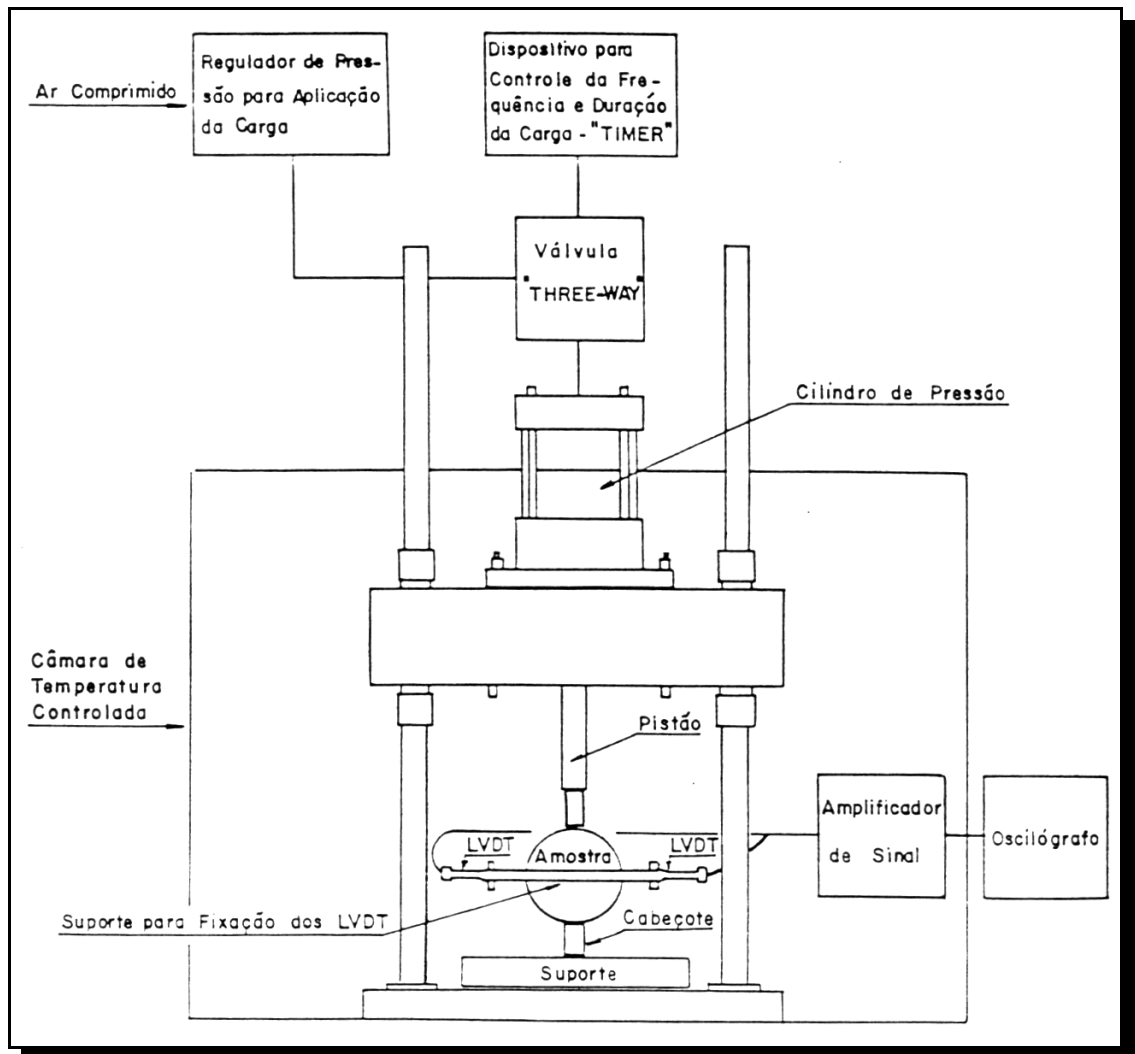 Ar Comprimido
Regulador de Pres-
são para Aplicação
da Carga
Dispositivo para
Controle da Fre-
quência e Duração
da Carga - "TIMER"
Válvula
"THREE-WAY"
Cilindro de Pressão
Câmara de
Temperatura
Controlada
Pistão
Amplificador
de Sinal
Oscilógrafo
LVDT
Amostra
LVDT
Suporte para Fixação dos LVDT
Cabeçote
Suporte